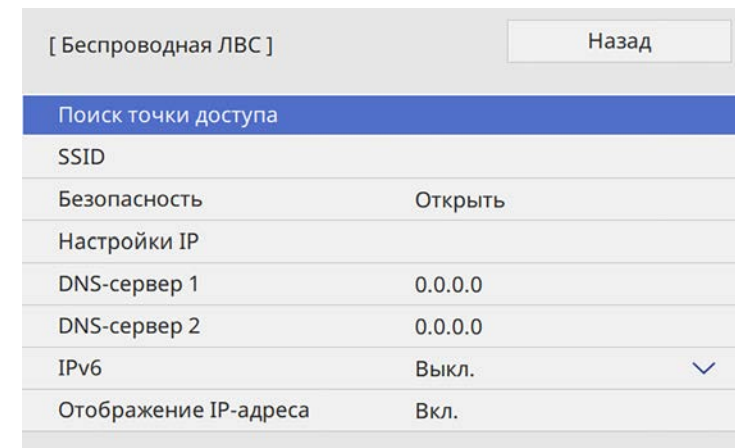 [ Беспроводная ЛВС ] Назад
Поиск точки доступа
SSID
Безопасность Открыть
Настройки IP
DNS-сервер 1 0.0.0.0
DNS-сервер 2 0.0.0.0
IPv6 Выкл.
Отображение IP-адреса Вкл.